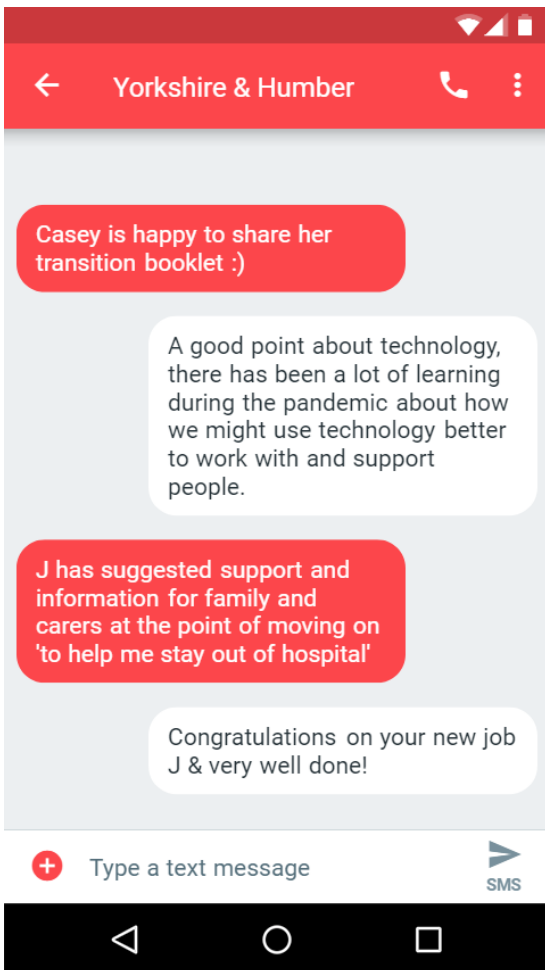 Yorkshire & Humber
Casey is happy to share her
transition booklet :)
A good point about technology,
there has been a lot of learning
during the pandemic about how
we might use technology better
to work with and support
people.
J has suggested support and
information for family and
carers at the point of moving on
'to help me stay out of hospital'
Congratulations on your new job
J & very well done!
Type a text message
SMS